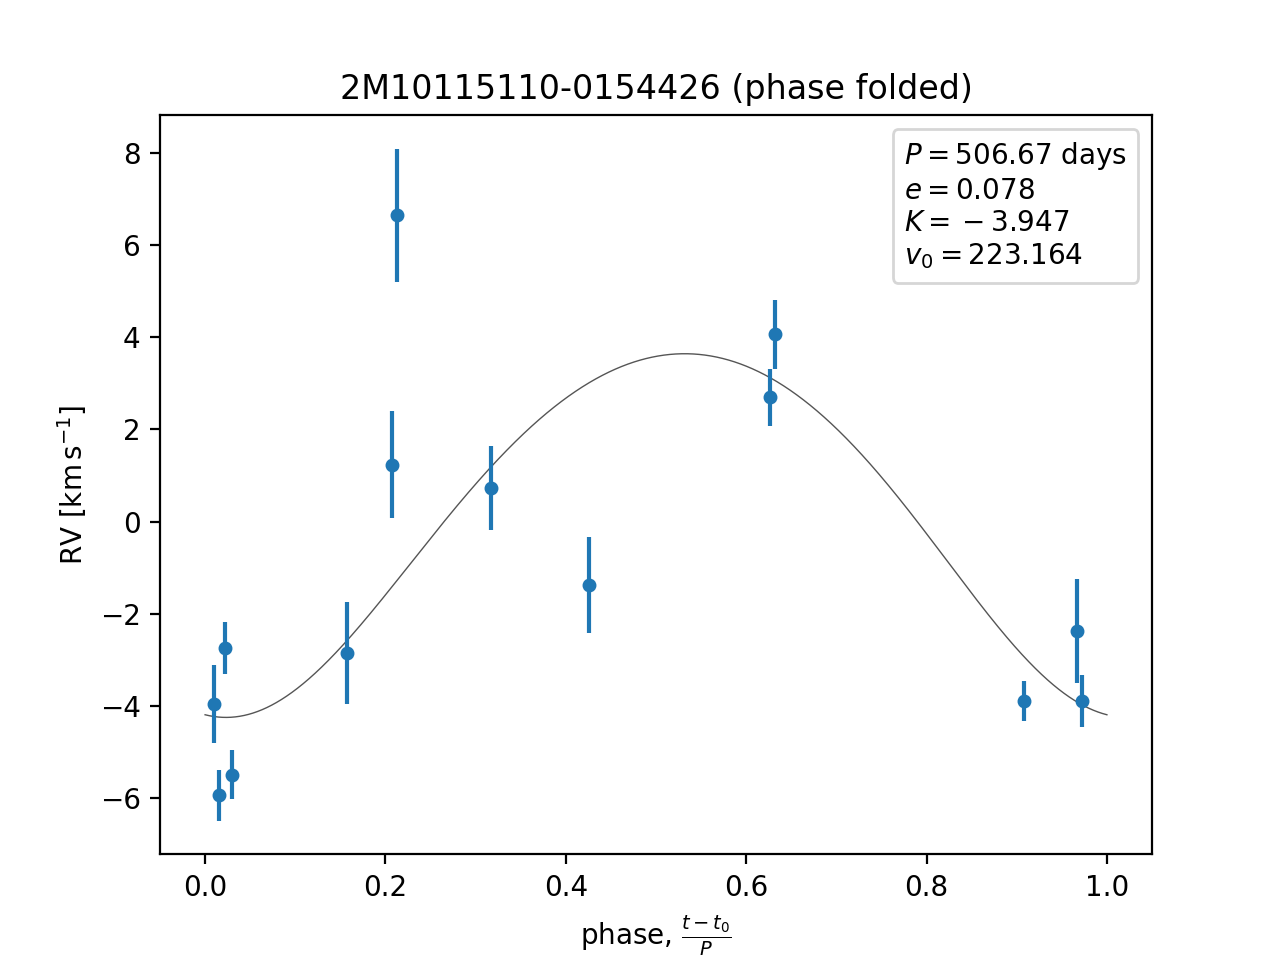 2M10115110-0154426 (phase folded)
P = 506.67 days
e = 0.078
K = −3.947
v₀ = 223.164
RV [km s⁻¹]
8
6
4
2
0
−2
−4
−6
0.0 0.2 0.4 0.6 0.8 1.0
phase, (t − t₀)/P